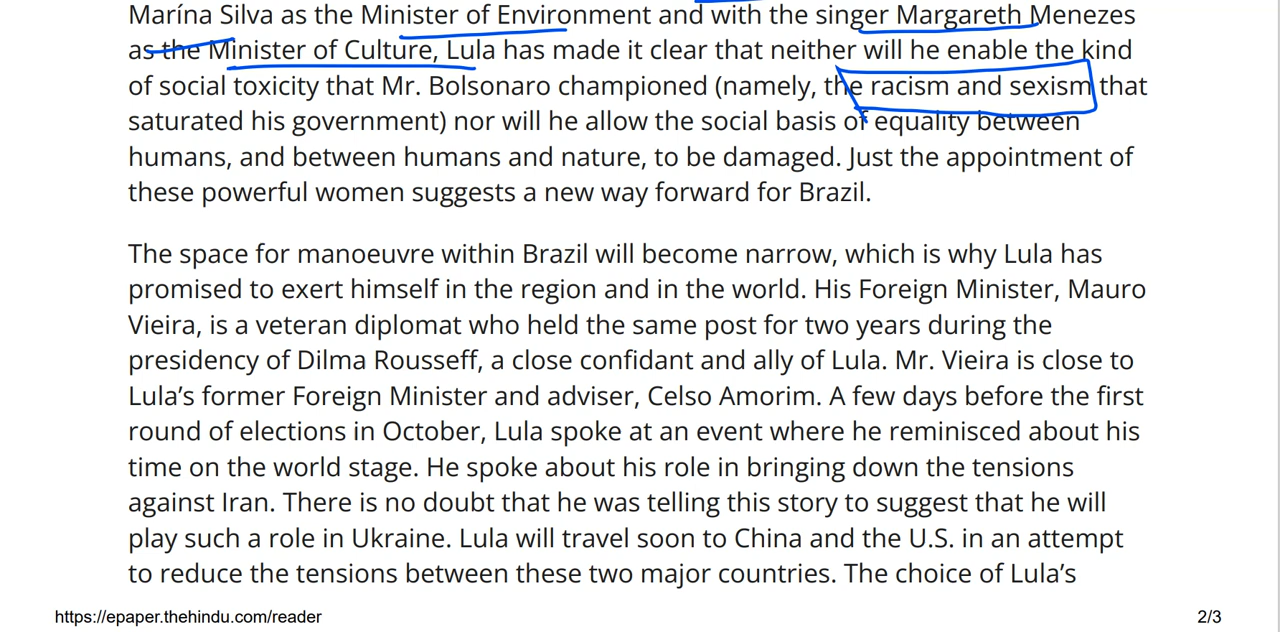 Marína Silva as the Minister of Environment and with the singer Margareth Menezes
as the Minister of Culture, Lula has made it clear that neither will he enable the kind
of social toxicity that Mr. Bolsonaro championed (namely, the racism and sexism that
saturated his government) nor will he allow the social basis of equality between
humans, and between humans and nature, to be damaged. Just the appointment of
these powerful women suggests a new way forward for Brazil.
The space for manoeuvre within Brazil will become narrow, which is why Lula has
promised to exert himself in the region and in the world. His Foreign Minister, Mauro
Vieira, is a veteran diplomat who held the same post for two years during the
presidency of Dilma Rousseff, a close confidant and ally of Lula. Mr. Vieira is close to
Lula’s former Foreign Minister and adviser, Celso Amorim. A few days before the first
round of elections in October, Lula spoke at an event where he reminisced about his
time on the world stage. He spoke about his role in bringing down the tensions
against Iran. There is no doubt that he was telling this story to suggest that he will
play such a role in Ukraine. Lula will travel soon to China and the U.S. in an attempt
to reduce the tensions between these two major countries. The choice of Lula’s
https://epaper.thehindu.com/reader 2/3